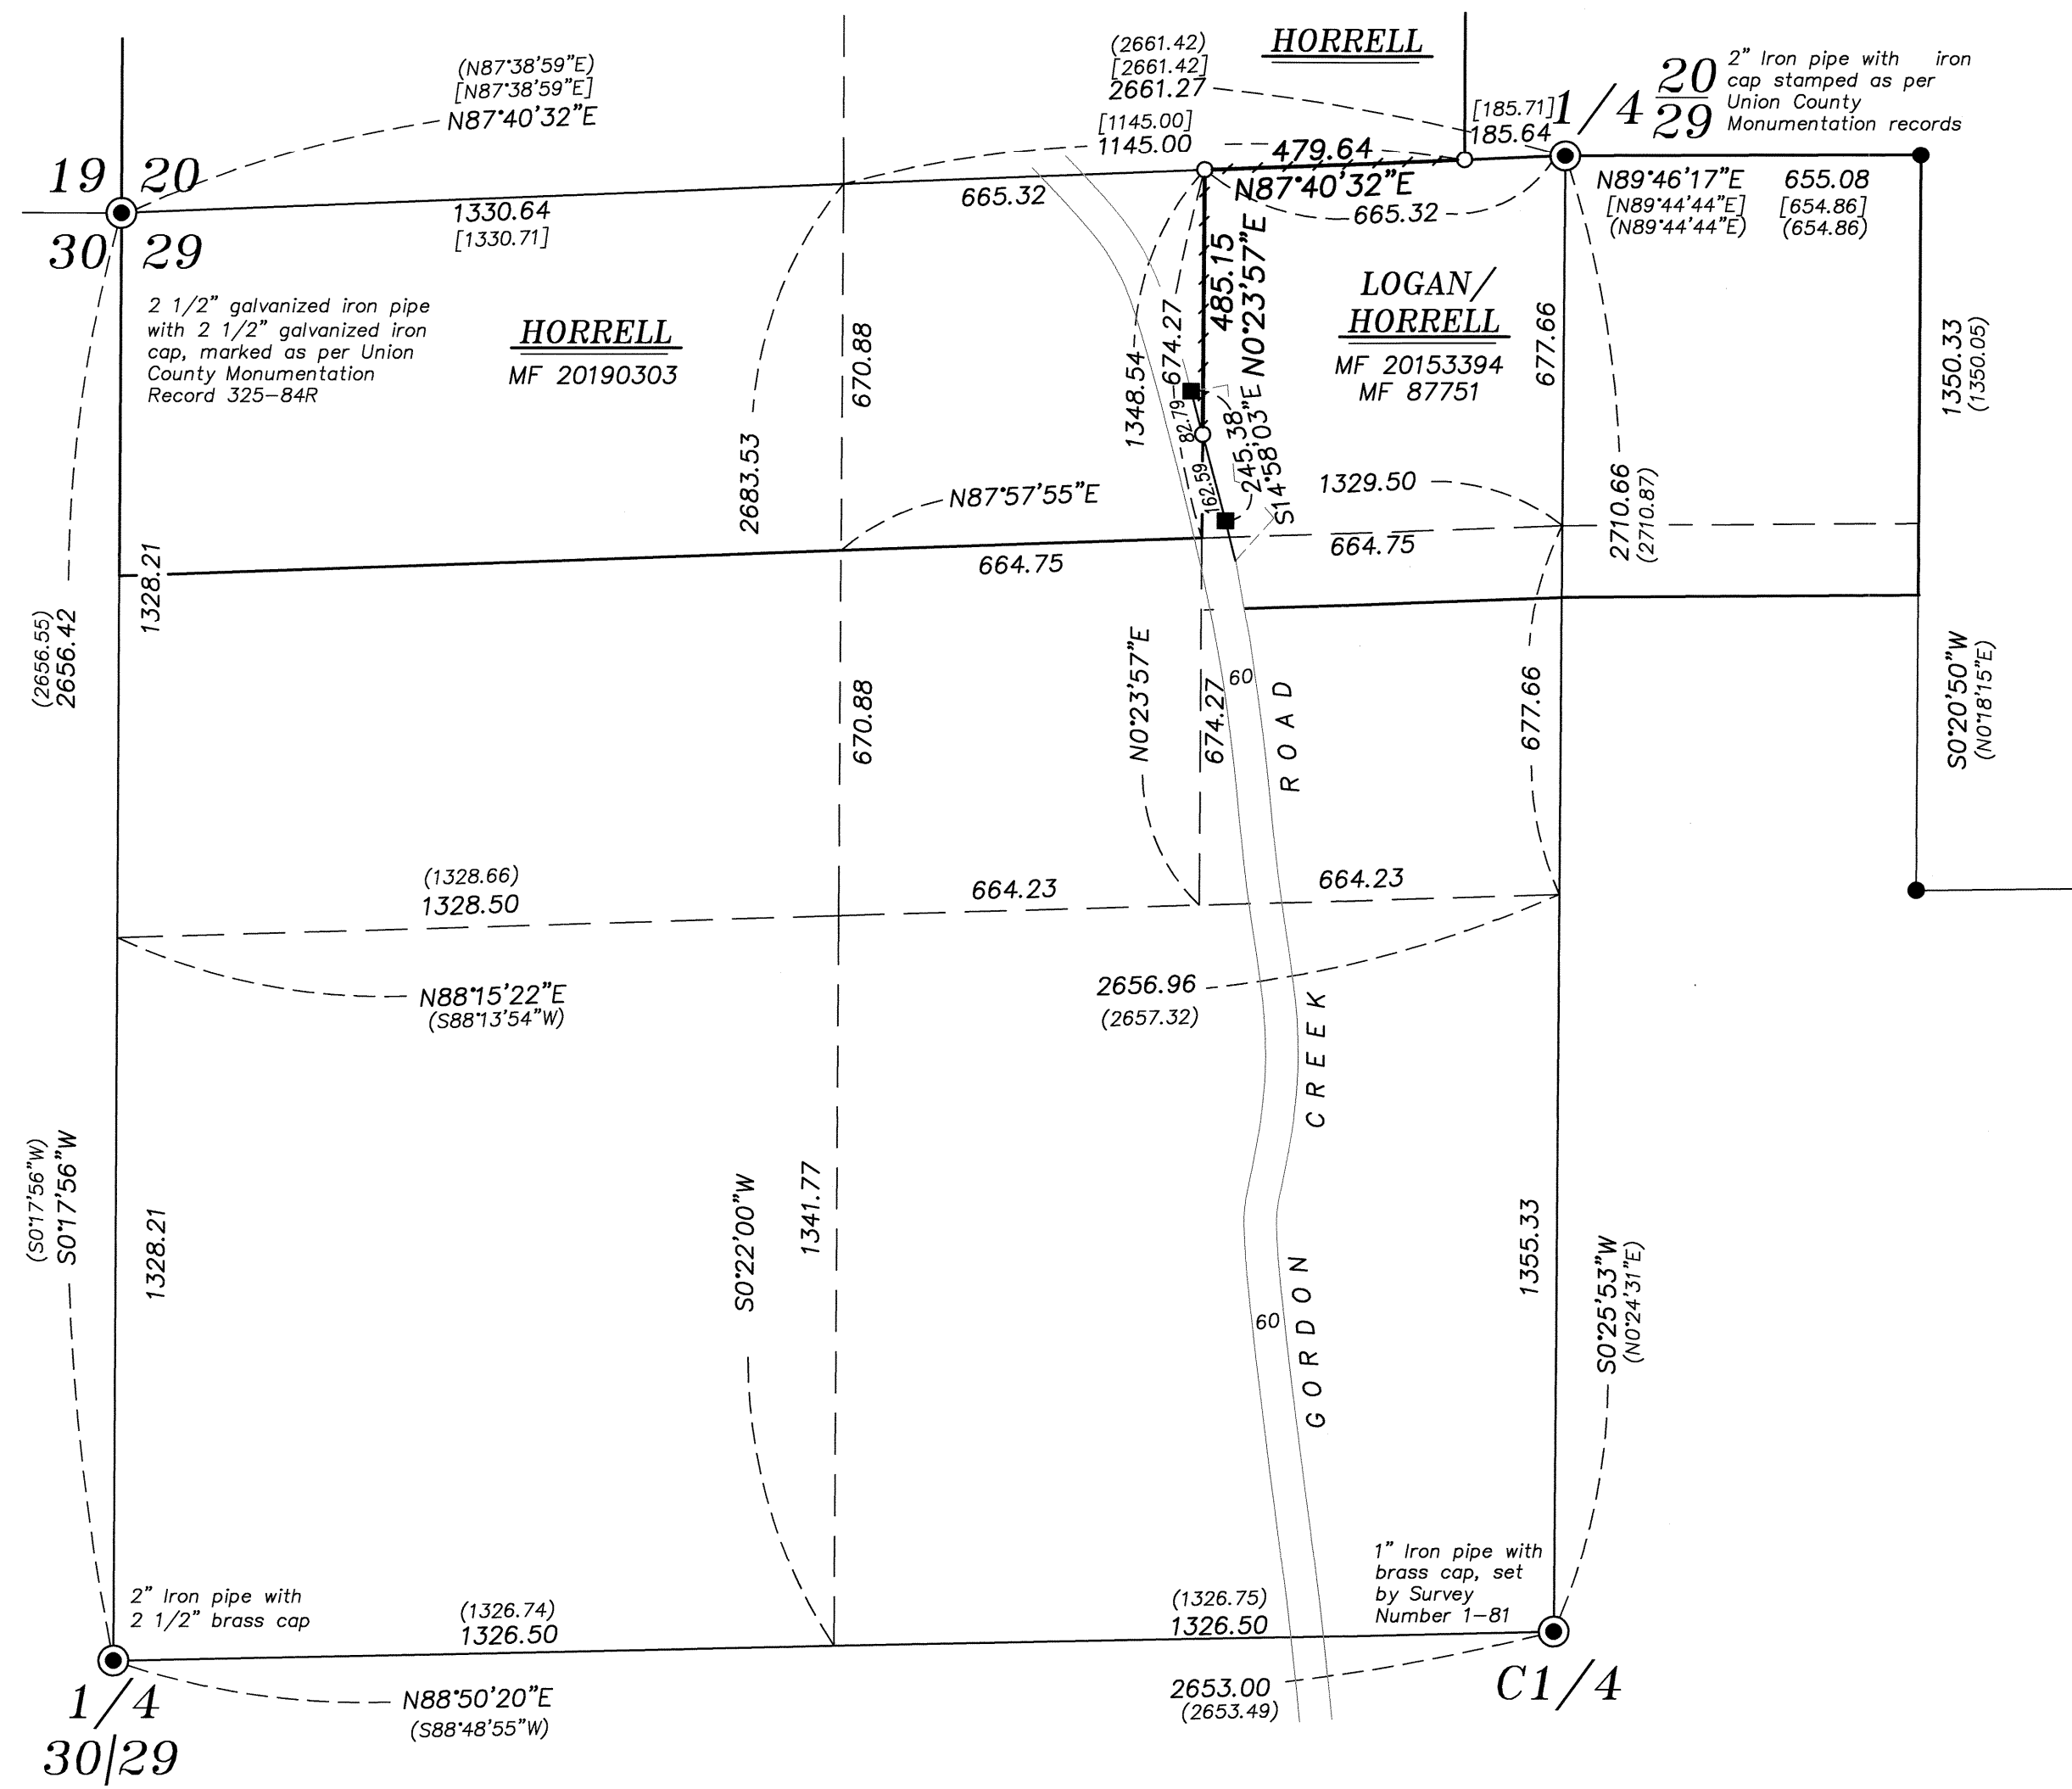 (2661.42)
[2661.42]
2661.27
HORRELL
(N87°38'59"E)
[N87°38'59"E]
N87°40'32"E
[1145.00]
1145.00
479.64
N87°40'32"E
665.32
[185.71]
185.64
1/4
20
29
2" Iron pipe with iron
cap stamped as per
Union County
Monumentation records
19
20
30
29
1330.64
[1330.71]
665.32
N89°46'17"E 655.08
[N89°44'44"E] [654.86]
(N89°44'44"E) (654.86)
2 1/2" galvanized iron pipe
with 2 1/2" galvanized iron
cap, marked as per Union
County Monumentation
Record 325-84R
HORRELL
MF 20190303
670.88
2683.53
1348.54
674.27
485.15
N0°23'57"E
82.79
162.59
245.38
S14°58'03"E
LOGAN/
HORRELL
MF 20153394
MF 87751
677.66
1350.33
(1350.05)
2710.66
(2710.87)
1329.50
N87°57'55"E
664.75
664.75
1328.21
(2656.55)
2656.42
670.88
N0°23'57"E
674.27
60
ROAD
677.66
S0°20'50"W
(N0°18'15"E)
(1328.66)
1328.50
664.23
664.23
N88°15'22"E
(S88°13'54"W)
2656.96
(2657.32)
CREEK
(S0°17'56"W)
S0°17'56"W
1328.21
S0°22'00"W
1341.77
60
GORDON
1355.33
S0°25'53"W
(N0°24'31"E)
2" Iron pipe with
2 1/2" brass cap
(1326.74)
1326.50
(1326.75)
1326.50
1" Iron pipe with
brass cap, set
by Survey
Number 1-81
1/4
30|29
N88°50'20"E
(S88°48'55"W)
2653.00
(2653.49)
C1/4